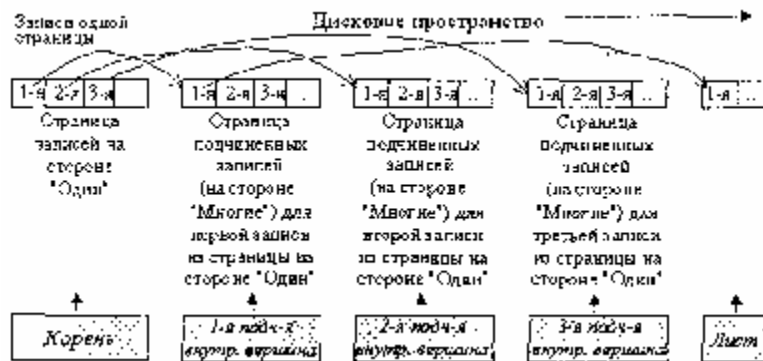 Записи одной
страницы
Дисковое пространство
1-я 2-я 3-я
1-я 2-я 3-я ..
1-я 2-я 3-я ..
1-я 2-я 3-я ..
1-я ..
Страница
записей на
стороне
"Один"
Страница
подчиненных
записей
(на стороне
"Многие") для
первой записи
из страницы на
стороне "Один"
Страница
подчиненных
записей
(на стороне
"Многие") для
второй записи
из страницы на
стороне "Один"
Страница
подчиненных
записей
(на стороне
"Многие") для
третьей записи
из страницы на
стороне "Один"
Корень
1-я подч-я
внутр. вершина
2-я подч-я
внутр. вершина
3-я подч-я
внутр. вершина
Лист